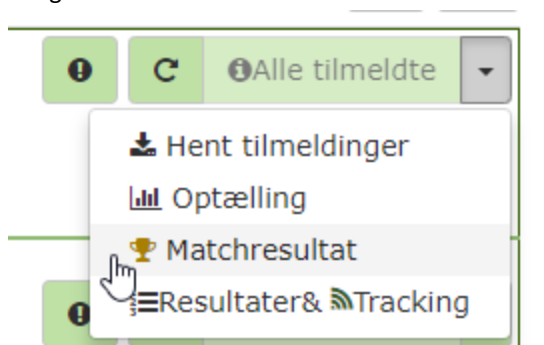 Alle tilmeldte
Hent tilmeldinger
Optælling
Matchresultat
Resultater& Tracking